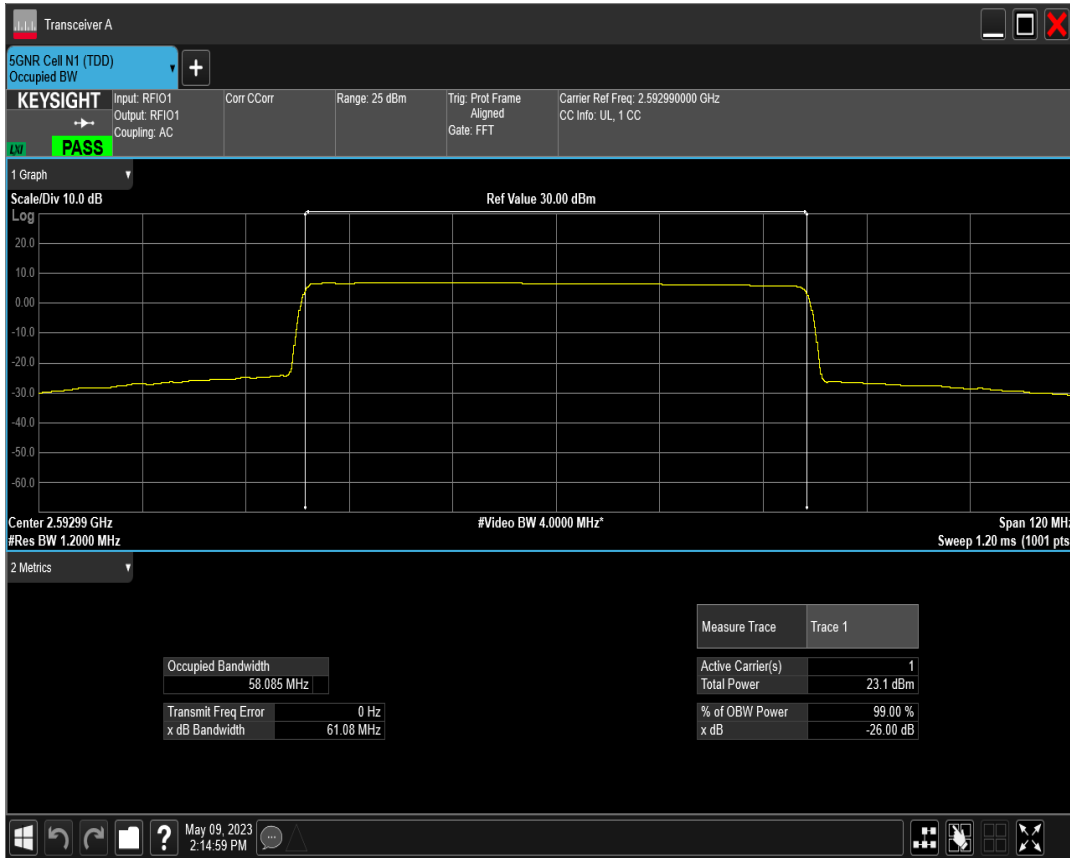 Transceiver A
5GNR Cell N1 (TDD)
Occupied BW
+
KEYSIGHT
LXI
PASS
Input: RFIO1
Output: RFIO1
Coupling: AC
Corr CCorr
Range: 25 dBm
Trig: Prot Frame
Aligned
Gate: FFT
Carrier Ref Freq: 2.592990000 GHz
CC Info: UL, 1 CC
1 Graph
Scale/Div 10.0 dB
Ref Value 30.00 dBm
Log
20.0
10.0
0.00
-10.0
-20.0
-30.0
-40.0
-50.0
-60.0
Center 2.59299 GHz
#Video BW 4.0000 MHz*
Span 120 MHz
#Res BW 1.2000 MHz
Sweep 1.20 ms (1001 pts
2 Metrics
Measure Trace Trace 1
Occupied Bandwidth
58.085 MHz
Active Carrier(s) 1
Total Power 23.1 dBm
Transmit Freq Error 0 Hz
x dB Bandwidth 61.08 MHz
% of OBW Power 99.00 %
x dB -26.00 dB
?
May 09, 2023
2:14:59 PM